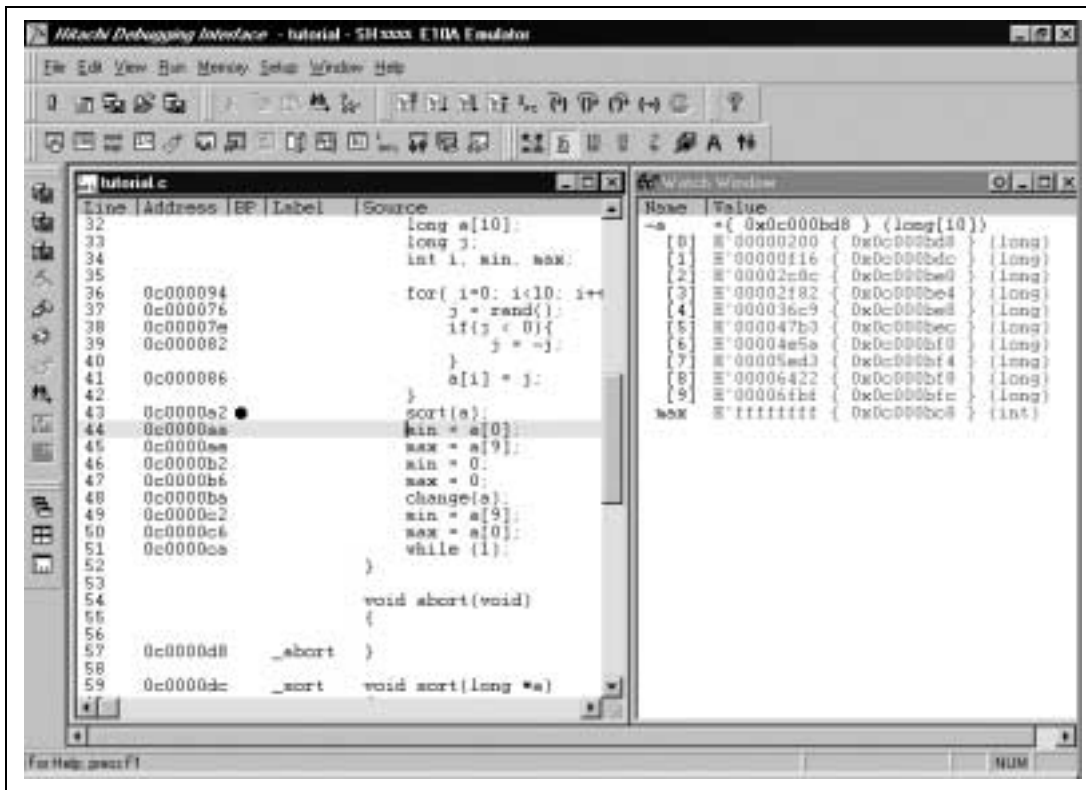 Hitachi Debugging Interface - tutorial - SHxxxx E10A Emulator
File Edit View Run Memory Setup Window Help
tutorial.c
Line Address BP Label Source
32 long a[10];
33 long j;
34 int i, min, max;
35
36 0c000094 for( i=0; i<10; i++
37 0c000076 j = rand();
38 0c00007e if(j < 0){
39 0c000082 j = -j;
40 }
41 0c000086 a[i] = j;
42 }
43 0c0000a2 ● sort(a);
44 0c0000aa min = a[0];
45 0c0000ae max = a[9];
46 0c0000b2 min = 0;
47 0c0000b6 max = 0;
48 0c0000ba change(a);
49 0c0000c2 min = a[9];
50 0c0000c6 max = a[0];
51 0c0000ca while (1);
52 }
53
54 void abort(void)
55 {
56
57 0c0000d8 _abort }
58
59 0c0000dc _sort void sort(long *a)
Watch Window
Name Value
-a ={ 0x0c000bd8 } (long[10])
[0] H'00000200 { 0x0c000bd8 } (long)
[1] H'00000f16 { 0x0c000bdc } (long)
[2] H'00002c0c { 0x0c000be0 } (long)
[3] H'00002f82 { 0x0c000be4 } (long)
[4] H'000036c9 { 0x0c000be8 } (long)
[5] H'000047b3 { 0x0c000bec } (long)
[6] H'00004e5a { 0x0c000bf0 } (long)
[7] H'00005ed3 { 0x0c000bf4 } (long)
[8] H'00006422 { 0x0c000bf8 } (long)
[9] H'00006fbf { 0x0c000bfc } (long)
max H'ffffffff { 0x0c000bc8 } (int)
For Help, press F1
NUM